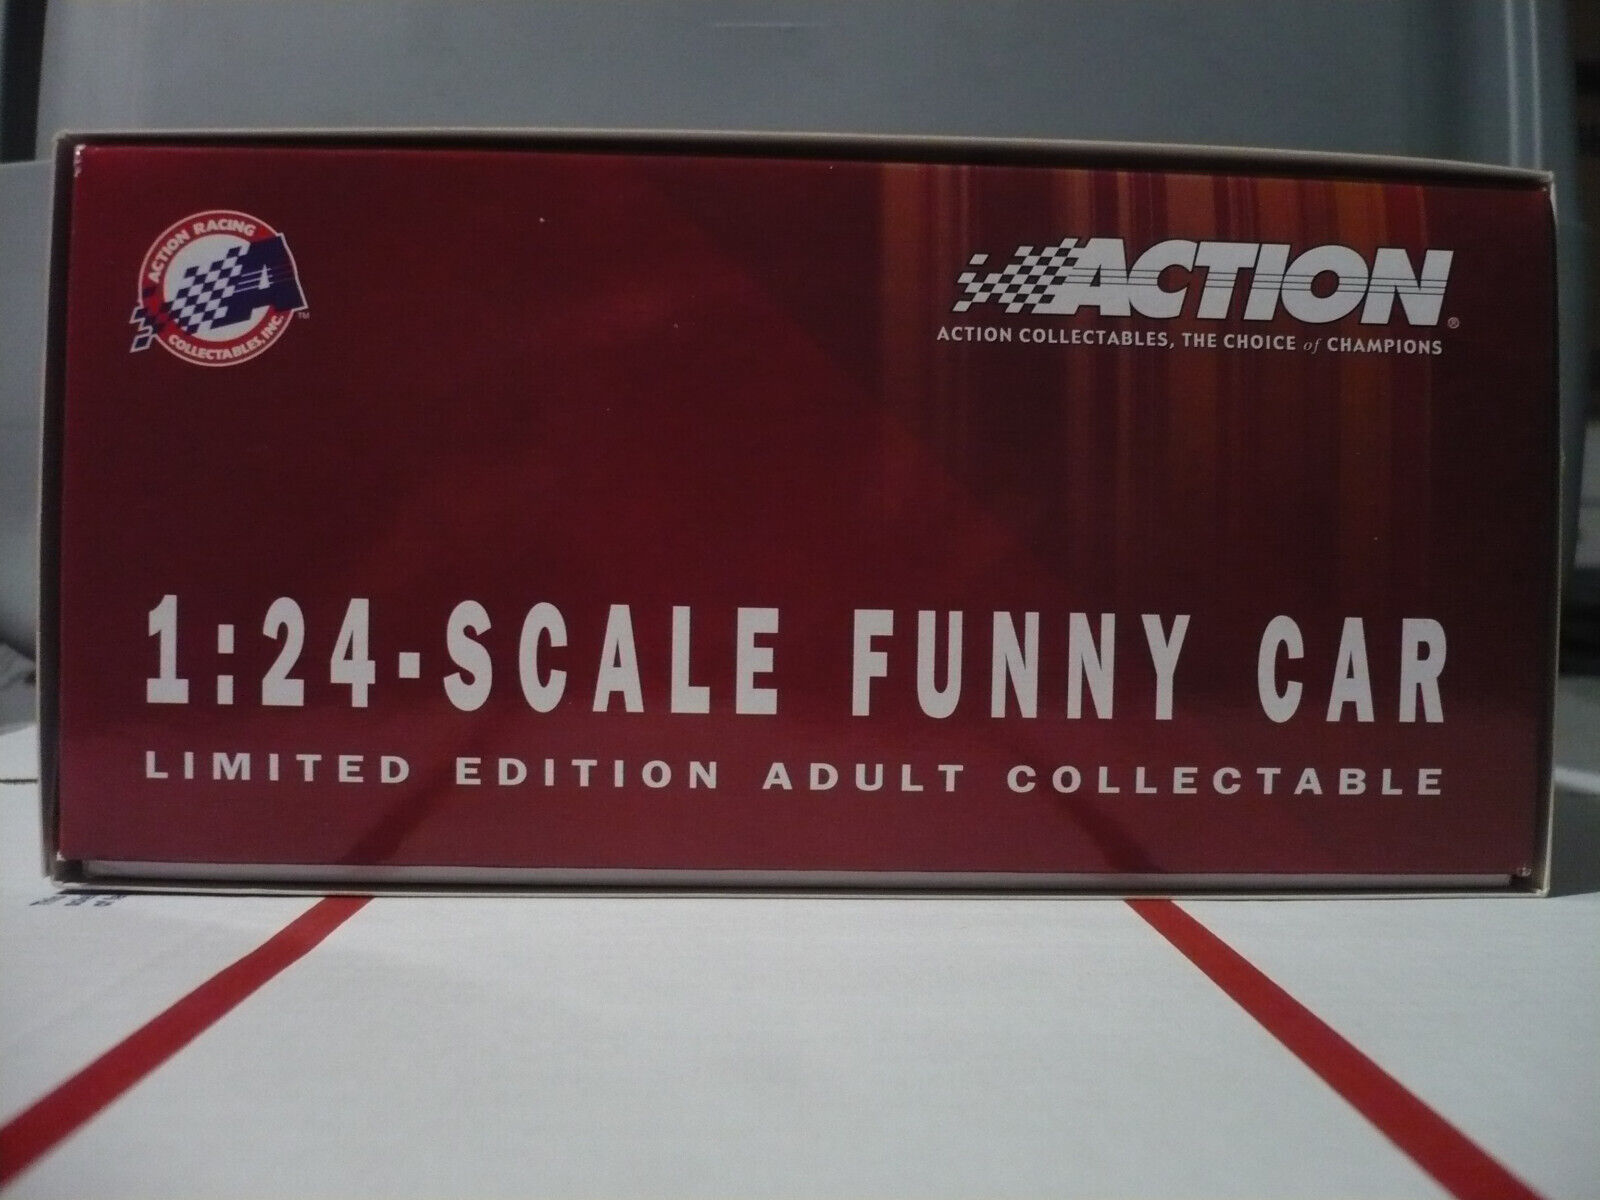 ACTION RACING
COLLECTABLES, INC.
TM
ACTION®
ACTION COLLECTABLES, THE CHOICE of CHAMPIONS
1:24-SCALE FUNNY CAR
LIMITED EDITION ADULT COLLECTABLE